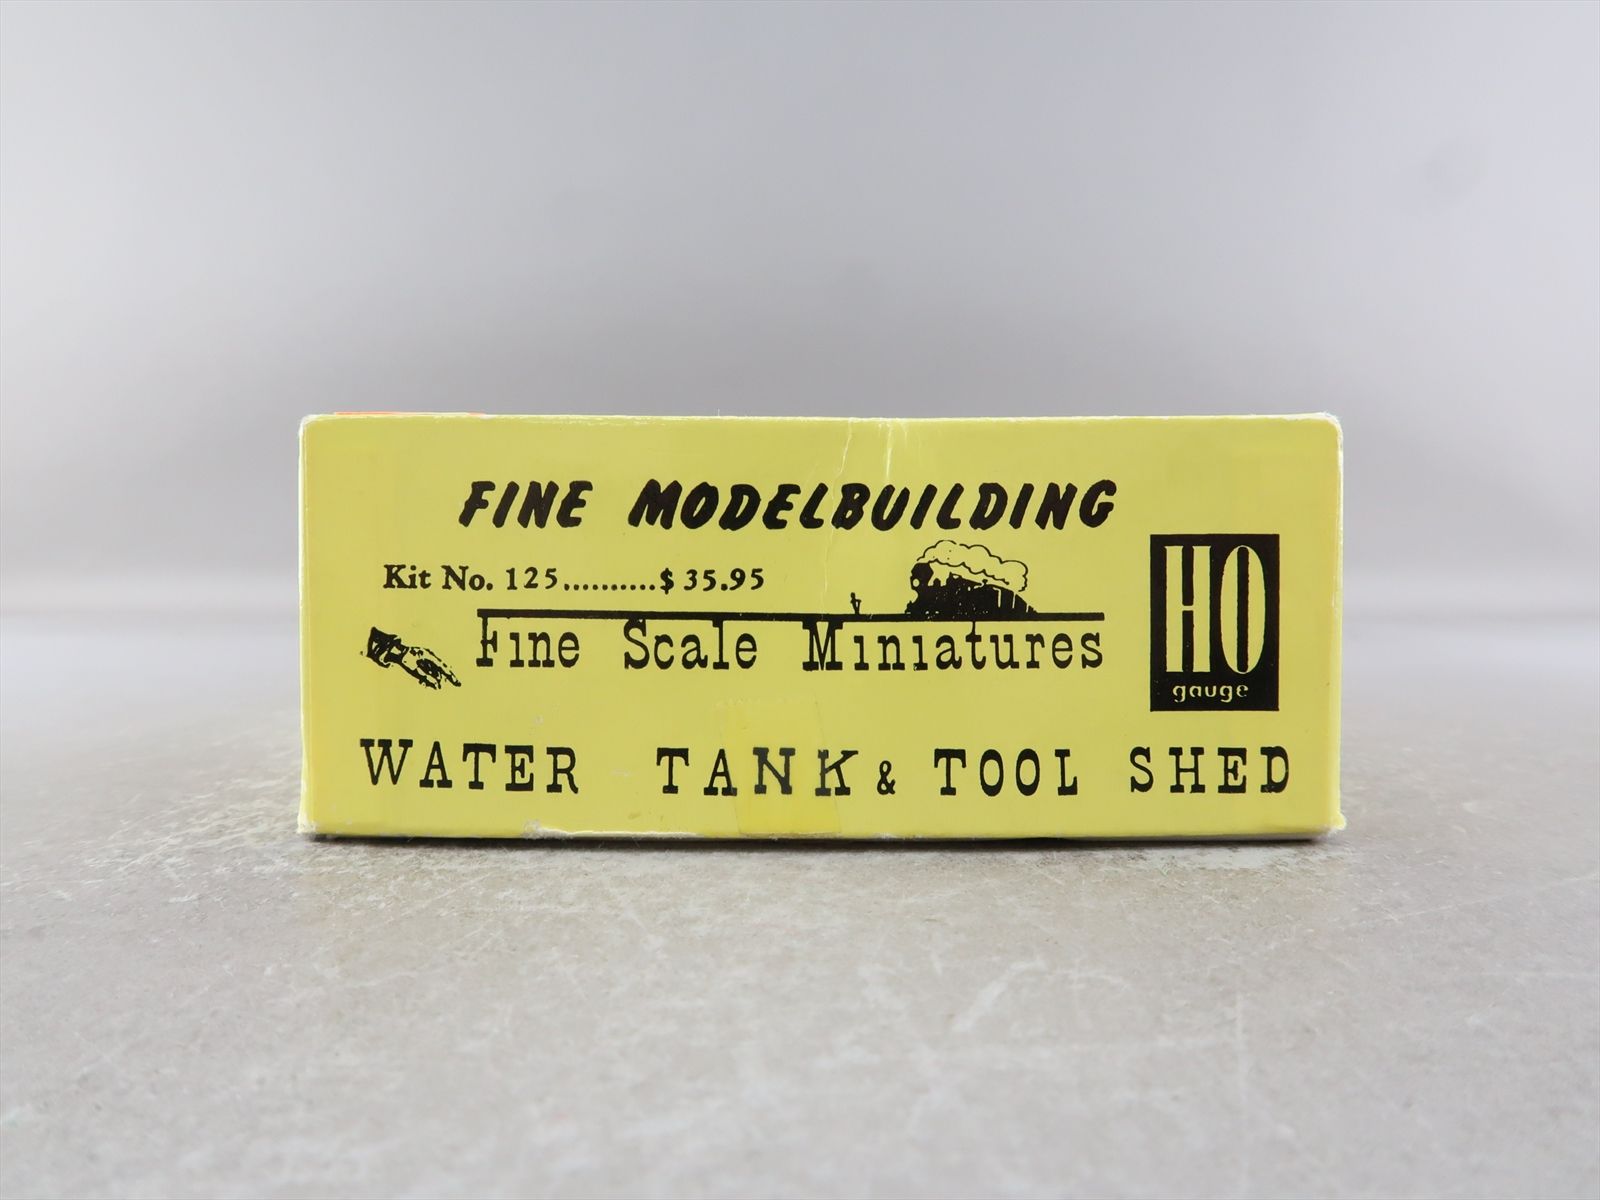 FINE MODELBUILDING
Kit No. 125..........$ 35.95
Fine Scale Miniatures
HO
gauge
WATER TANK & TOOL SHED